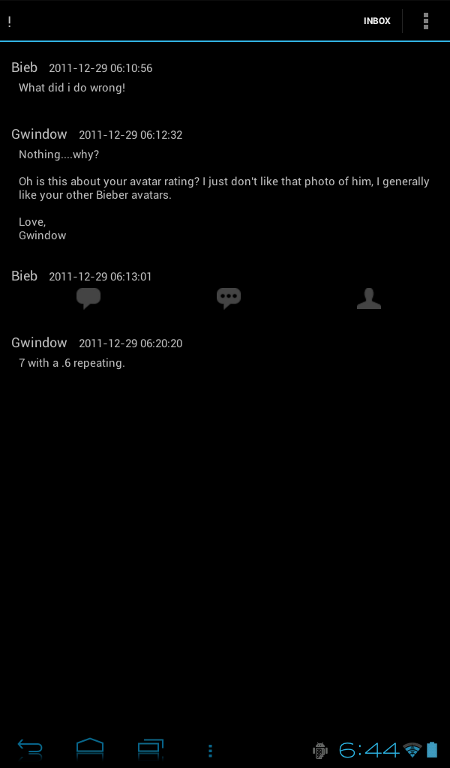 !
INBOX
Bieb 2011-12-29 06:10:56
What did i do wrong!
Gwindow 2011-12-29 06:12:32
Nothing....why?
Oh is this about your avatar rating? I just don't like that photo of him, I generally
like your other Bieber avatars.
Love,
Gwindow
Bieb 2011-12-29 06:13:01
Gwindow 2011-12-29 06:20:20
7 with a .6 repeating.
6:44